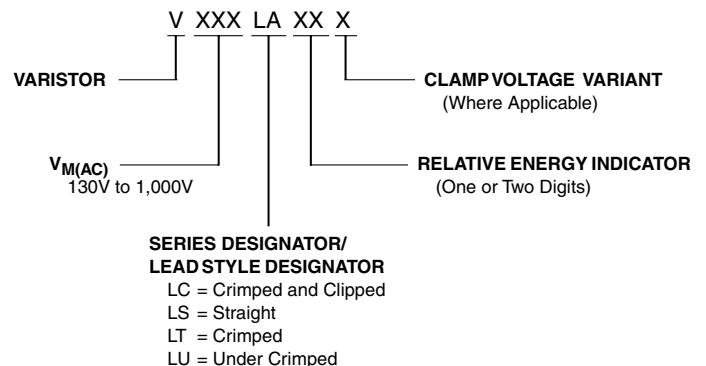 V XXX LA XX X
VARISTOR
CLAMP VOLTAGE VARIANT
(Where Applicable)
VM(AC)
130V to 1,000V
RELATIVE ENERGY INDICATOR
(One or Two Digits)
SERIES DESIGNATOR/
LEAD STYLE DESIGNATOR
LC = Crimped and Clipped
LS = Straight
LT = Crimped
LU = Under Crimped